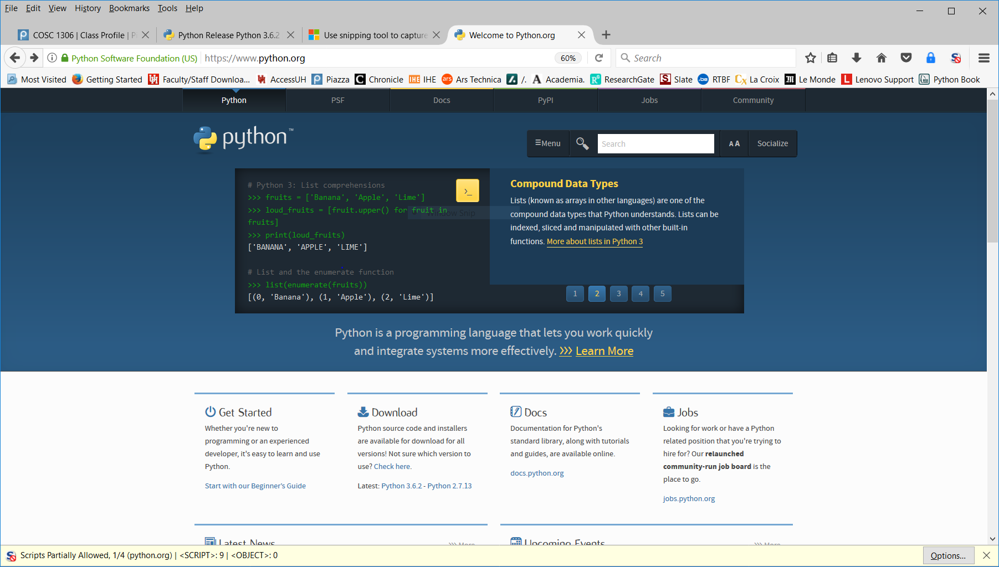 File Edit View History Bookmarks Tools Help
COSC 1306 | Class Profile | P
Python Release Python 3.6.2
Use snipping tool to capture
Welcome to Python.org
Python Software Foundation (US) https://www.python.org 60% Search
Most Visited Getting Started Faculty/Staff Downloa... AccessUH Piazza Chronicle IHE Ars Technica /. Academia. ResearchGate Slate RTBF La Croix Le Monde Lenovo Support Python Book
Python PSF Docs PyPI Jobs Community
python™
≡Menu Search A A Socialize
# Python 3: List comprehensions
>>> fruits = ['Banana', 'Apple', 'Lime']
>>> loud_fruits = [fruit.upper() for fruit in
fruits]
>>> print(loud_fruits)
['BANANA', 'APPLE', 'LIME']
# List and the enumerate function
>>> list(enumerate(fruits))
[(0, 'Banana'), (1, 'Apple'), (2, 'Lime')]
>_
Window Snip
Compound Data Types
Lists (known as arrays in other languages) are one of the
compound data types that Python understands. Lists can be
indexed, sliced and manipulated with other built-in
functions. More about lists in Python 3
1 2 3 4 5
Python is a programming language that lets you work quickly
and integrate systems more effectively. >>> Learn More
Get Started
Whether you're new to
programming or an experienced
developer, it's easy to learn and use
Python.
Start with our Beginner’s Guide
Download
Python source code and installers
are available for download for all
versions! Not sure which version to
use? Check here.
Latest: Python 3.6.2 - Python 2.7.13
Docs
Documentation for Python's
standard library, along with tutorials
and guides, are available online.
docs.python.org
Jobs
Looking for work or have a Python
related position that you're trying to
hire for? Our relaunched
community-run job board is the
place to go.
jobs.python.org
Latest News >>> More
Upcoming Events >>> More
Scripts Partially Allowed, 1/4 (python.org) | <SCRIPT>: 9 | <OBJECT>: 0 Options...